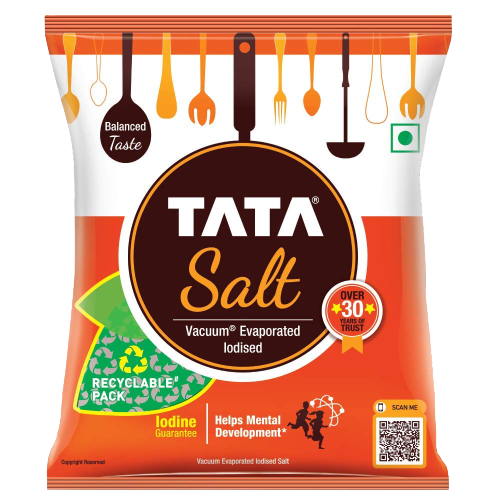 Balanced
Taste
TATA®
Salt
Vacuum® Evaporated
Iodised
OVER
30
YEARS OF
TRUST
RECYCLABLE#
PACK
Iodine
Guarantee
Helps Mental
Development*
SCAN ME
Copyright Reserved
Vacuum Evaporated Iodised Salt